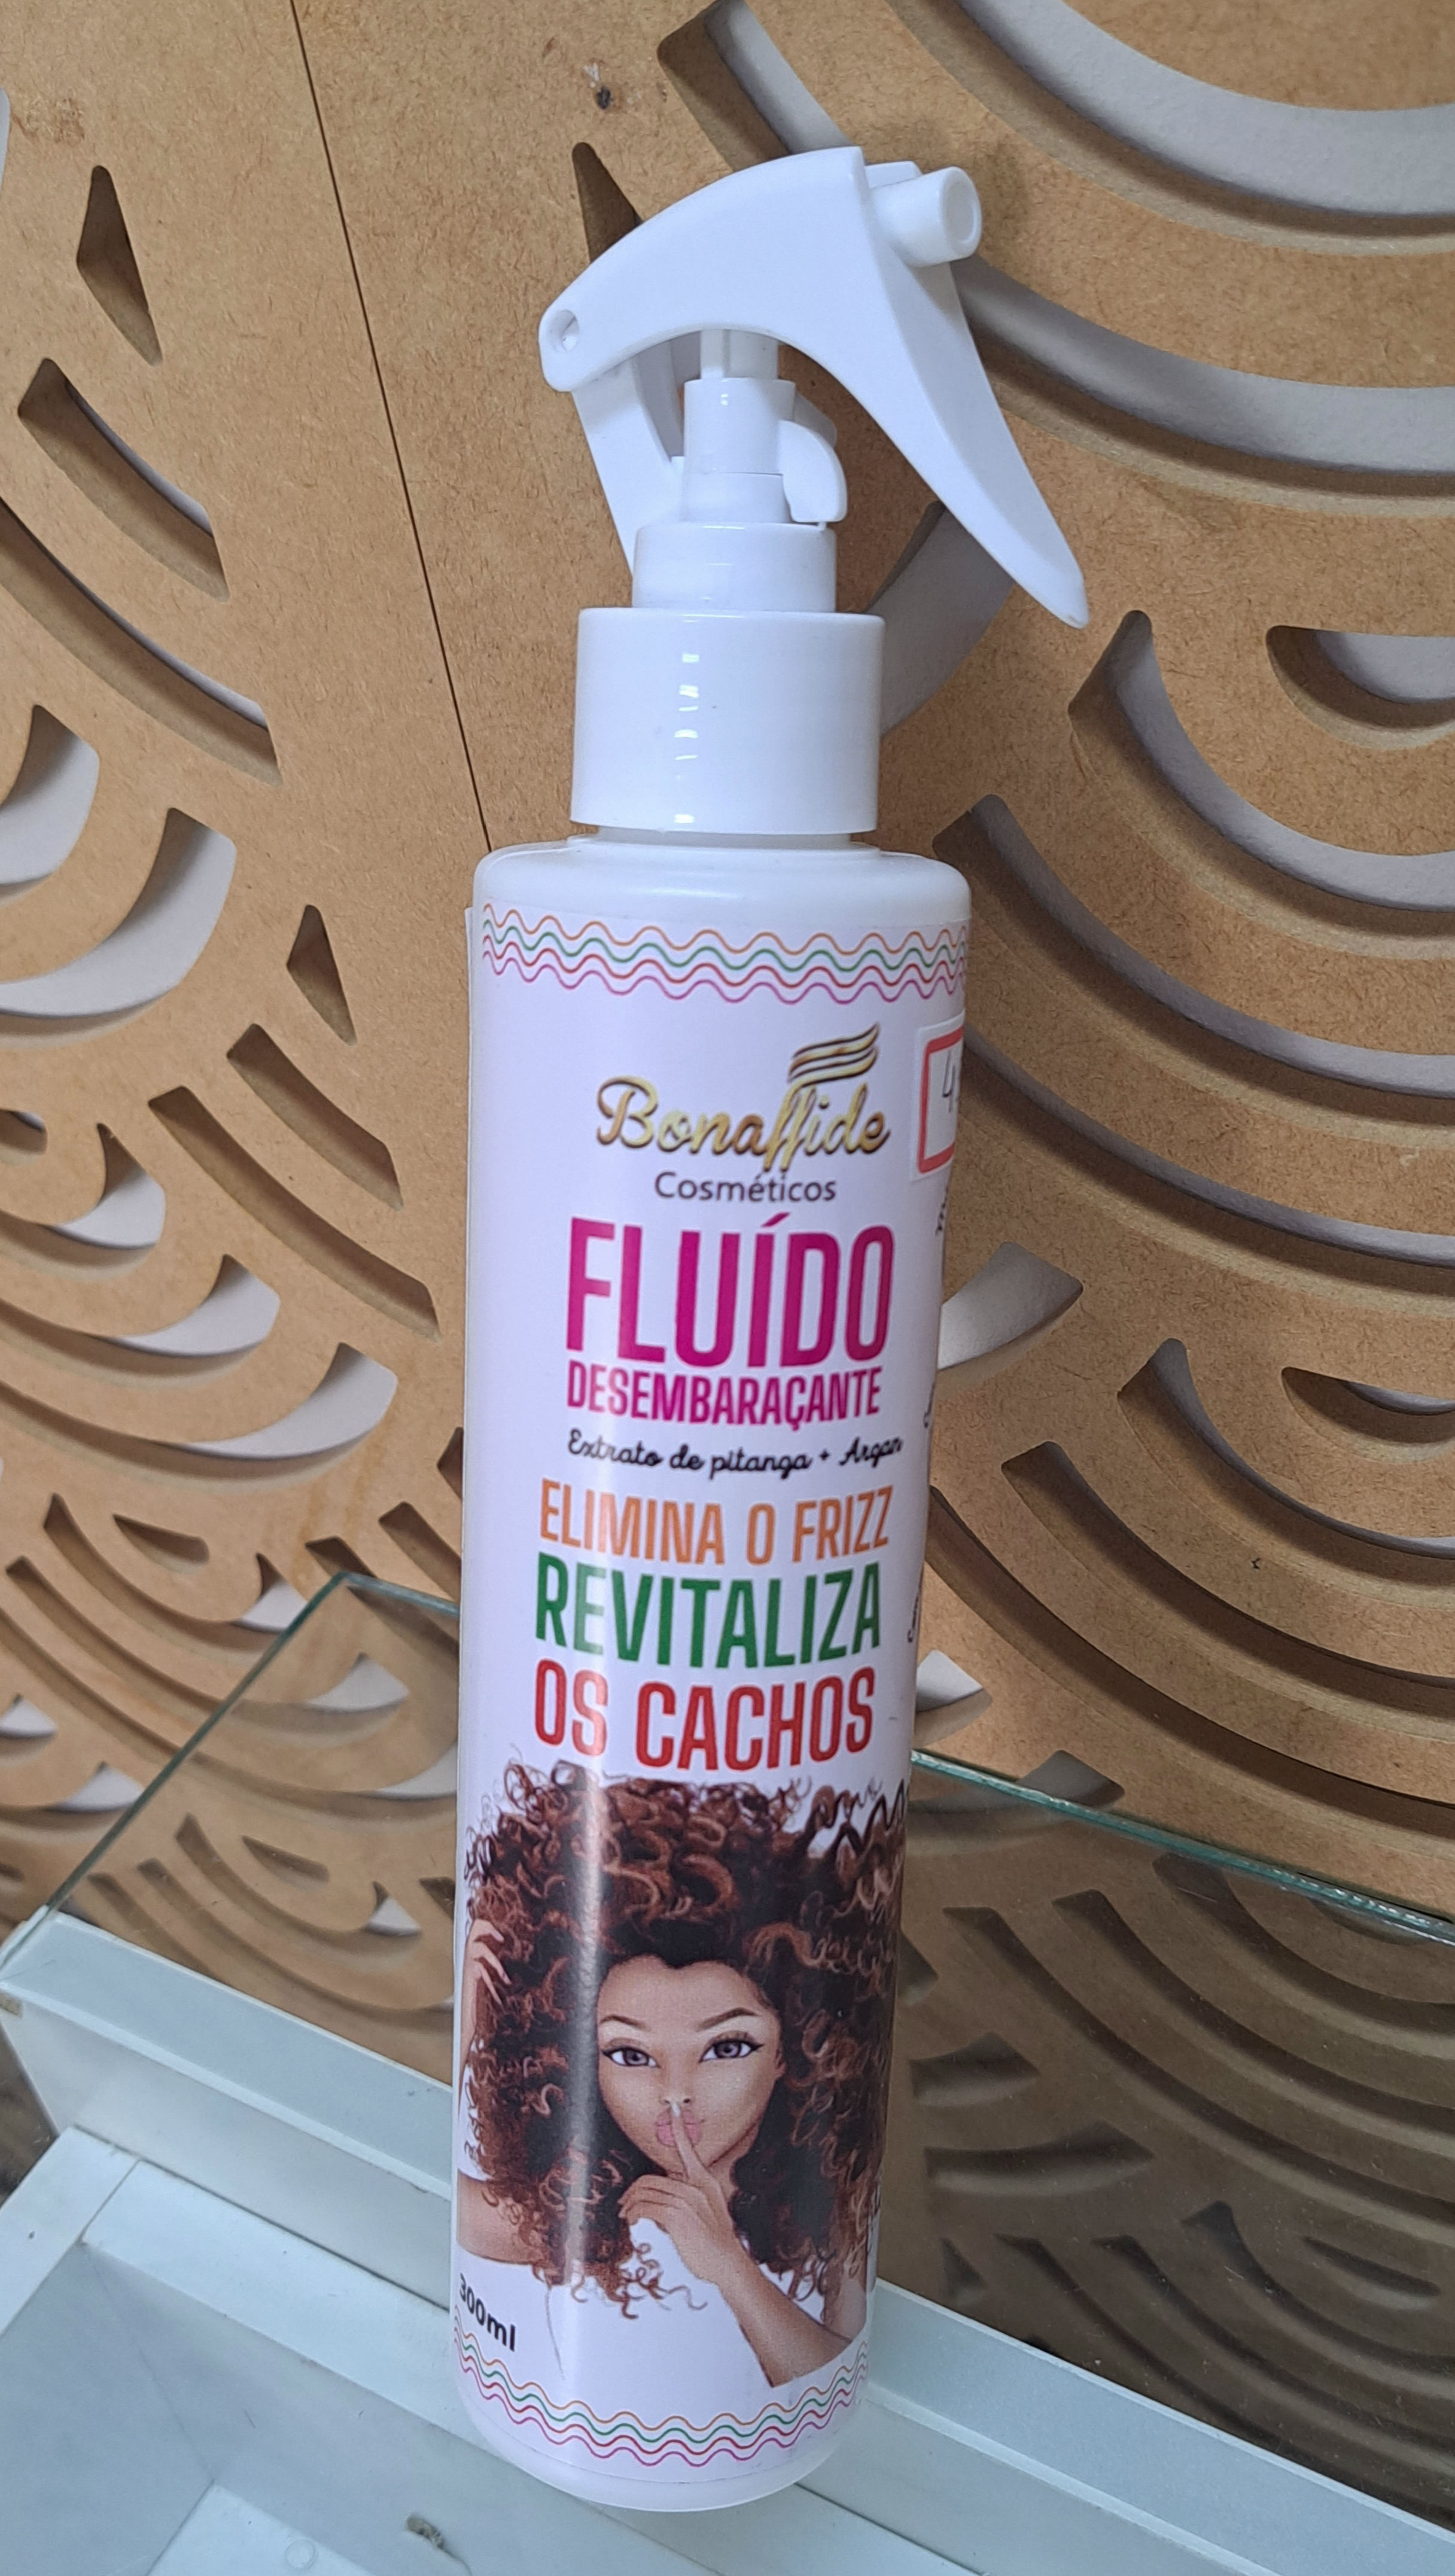 Bonaffide
Cosméticos
FLUÍDO
DESEMBARAÇANTE
Extrato de pitanga + Argan
ELIMINA O FRIZZ
REVITALIZA
OS CACHOS
300ml